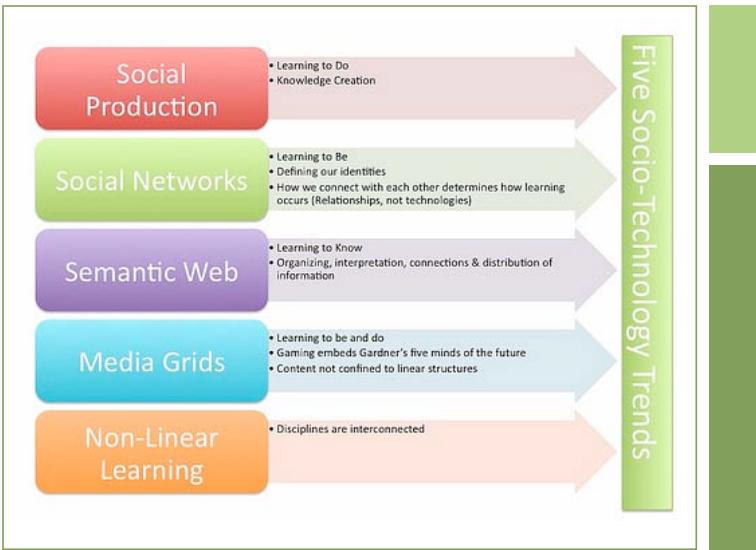 Social
Production
• Learning to Do
• Knowledge Creation
Social Networks
• Learning to Be
• Defining our identities
• How we connect with each other determines how learning
occurs (Relationships, not technologies)
Semantic Web
• Learning to Know
• Organizing, interpretation, connections & distribution of
information
Media Grids
• Learning to be and do
• Gaming embeds Gardner's five minds of the future
• Content not confined to linear structures
Non-Linear
Learning
• Disciplines are interconnected
Five Socio-Technology Trends